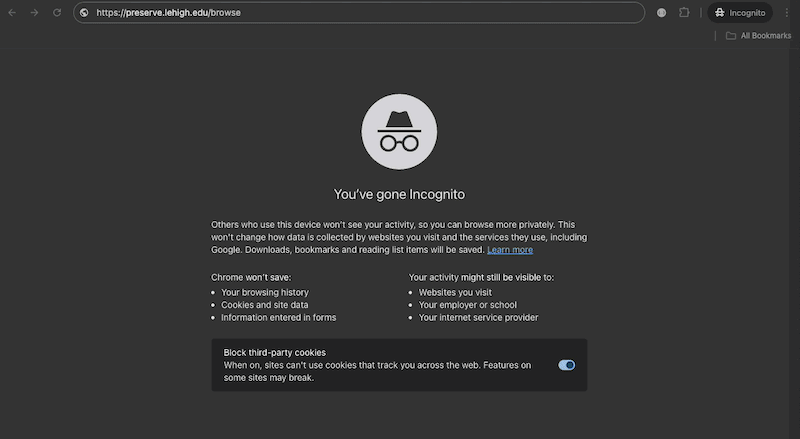 https://preserve.lehigh.edu/browse
Incognito
All Bookmarks
You've gone Incognito
Others who use this device won't see your activity, so you can browse more privately. This
won't change how data is collected by websites you visit and the services they use, including
Google. Downloads, bookmarks and reading list items will be saved. Learn more
Chrome won't save:
• Your browsing history
• Cookies and site data
• Information entered in forms
Your activity might still be visible to:
• Websites you visit
• Your employer or school
• Your internet service provider
Block third-party cookies
When on, sites can't use cookies that track you across the web. Features on
some sites may break.